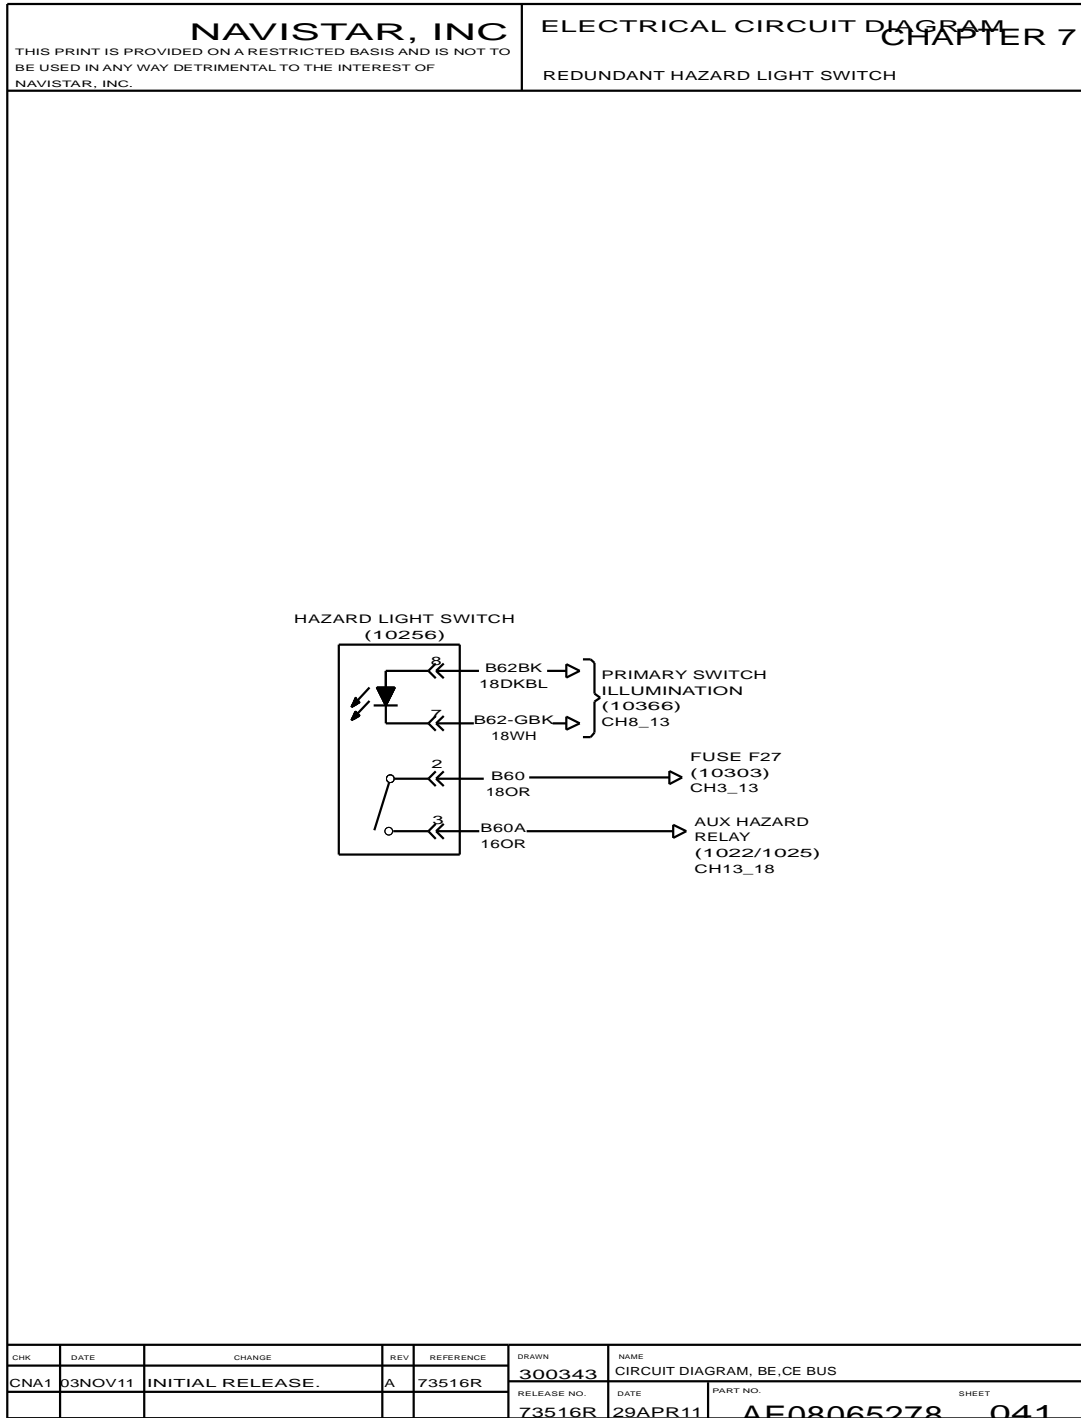 NAVISTAR, INC
THIS PRINT IS PROVIDED ON A RESTRICTED BASIS AND IS NOT TO
BE USED IN ANY WAY DETRIMENTAL TO THE INTEREST OF
NAVISTAR, INC.
ELECTRICAL CIRCUIT DIAGRAM
CHAPTER 7
REDUNDANT HAZARD LIGHT SWITCH
HAZARD LIGHT SWITCH
(10256)
8
B62BK
18DKBL
7
B62-GBK
18WH
PRIMARY SWITCH
ILLUMINATION
(10366)
CH8_13
2
B60
18OR
FUSE F27
(10303)
CH3_13
3
B60A
16OR
AUX HAZARD
RELAY
(1022/1025)
CH13_18
CHK DATE CHANGE REV REFERENCE
CNA1 03NOV11 INITIAL RELEASE. A 73516R
DRAWN
300343
NAME
CIRCUIT DIAGRAM, BE,CE BUS
RELEASE NO.
73516R
DATE
29APR11
PART NO.
AE08065278
SHEET
041